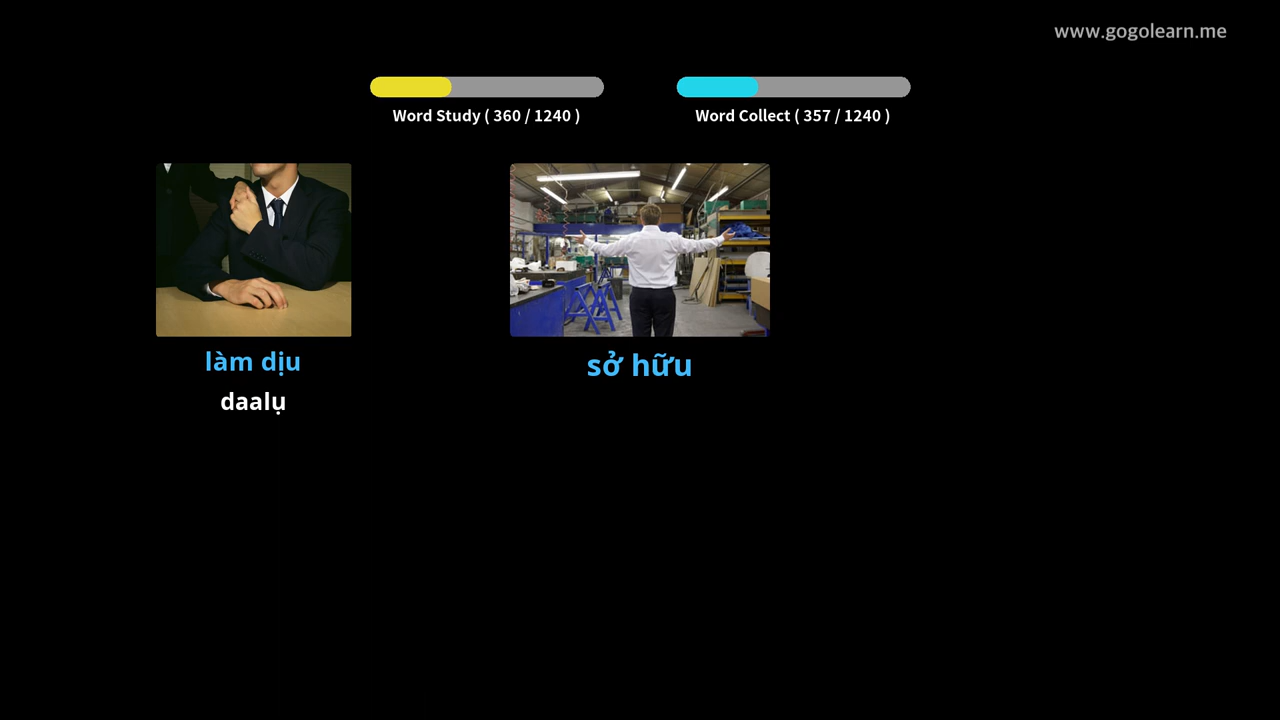 www.gogolearn.me
Word Study ( 360 / 1240 )
Word Collect ( 357 / 1240 )
làm dịu
daalụ
sở hữu